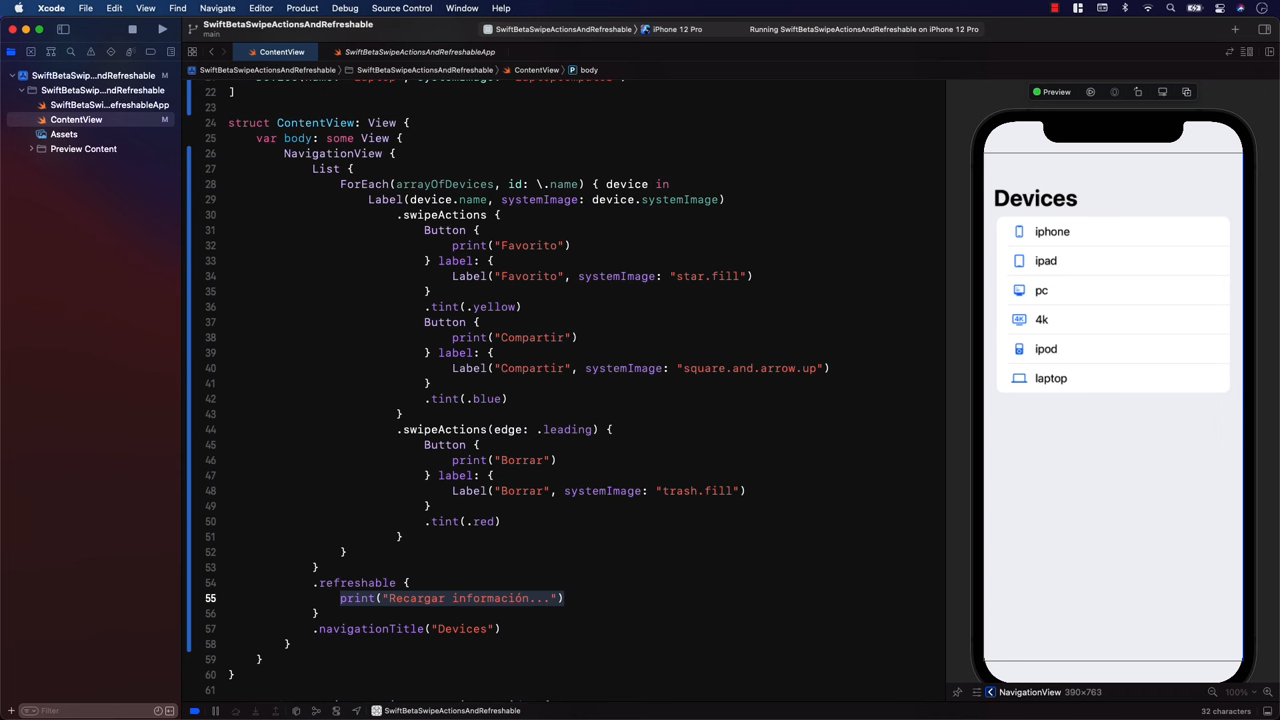 Xcode File Edit View Find Navigate Editor Product Debug Source Control Window Help
SwiftBetaSwipeActionsAndRefreshable
main
SwiftBetaSwipeActionsAndRefreshable iPhone 12 Pro
Running SwiftBetaSwipeActionsAndRefreshable on iPhone 12 Pro
ContentView
SwiftBetaSwipeActionsAndRefreshableApp
SwiftBetaSwipeActionsAndRefreshable SwiftBetaSwipeActionsAndRefreshable ContentView body
SwiftBetaSwip...ndRefreshable M
SwiftBetaSwip...ndRefreshable
SwiftBetaSwi...efreshableApp
ContentView M
Assets
Preview Content
22 ]
23
24 struct ContentView: View {
25 var body: some View {
26 NavigationView {
27 List {
28 ForEach(arrayOfDevices, id: \.name) { device in
29 Label(device.name, systemImage: device.systemImage)
30 .swipeActions {
31 Button {
32 print("Favorito")
33 } label: {
34 Label("Favorito", systemImage: "star.fill")
35 }
36 .tint(.yellow)
37 Button {
38 print("Compartir")
39 } label: {
40 Label("Compartir", systemImage: "square.and.arrow.up")
41 }
42 .tint(.blue)
43 }
44 .swipeActions(edge: .leading) {
45 Button {
46 print("Borrar")
47 } label: {
48 Label("Borrar", systemImage: "trash.fill")
49 }
50 .tint(.red)
51 }
52 }
53 }
54 .refreshable {
55 print("Recargar información...")
56 }
57 .navigationTitle("Devices")
58 }
59 }
60 }
61
Preview
Devices
iphone
ipad
pc
4K 4k
ipod
laptop
NavigationView 390×763
100%
Filter
SwiftBetaSwipeActionsAndRefreshable
32 characters